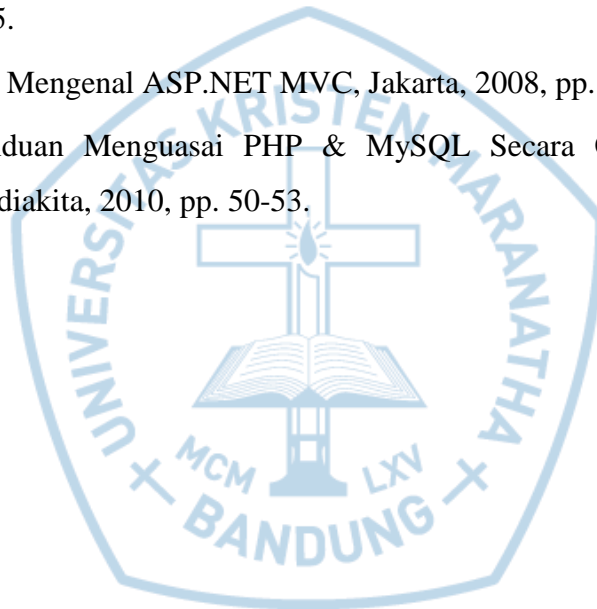 5.
Mengenal ASP.NET MVC, Jakarta, 2008, pp.
duan Menguasai PHP & MySQL Secara
diakita, 2010, pp. 50-53.
UNIVERSITAS KRISTEN MARANATHA
MCM LXV
BANDUNG